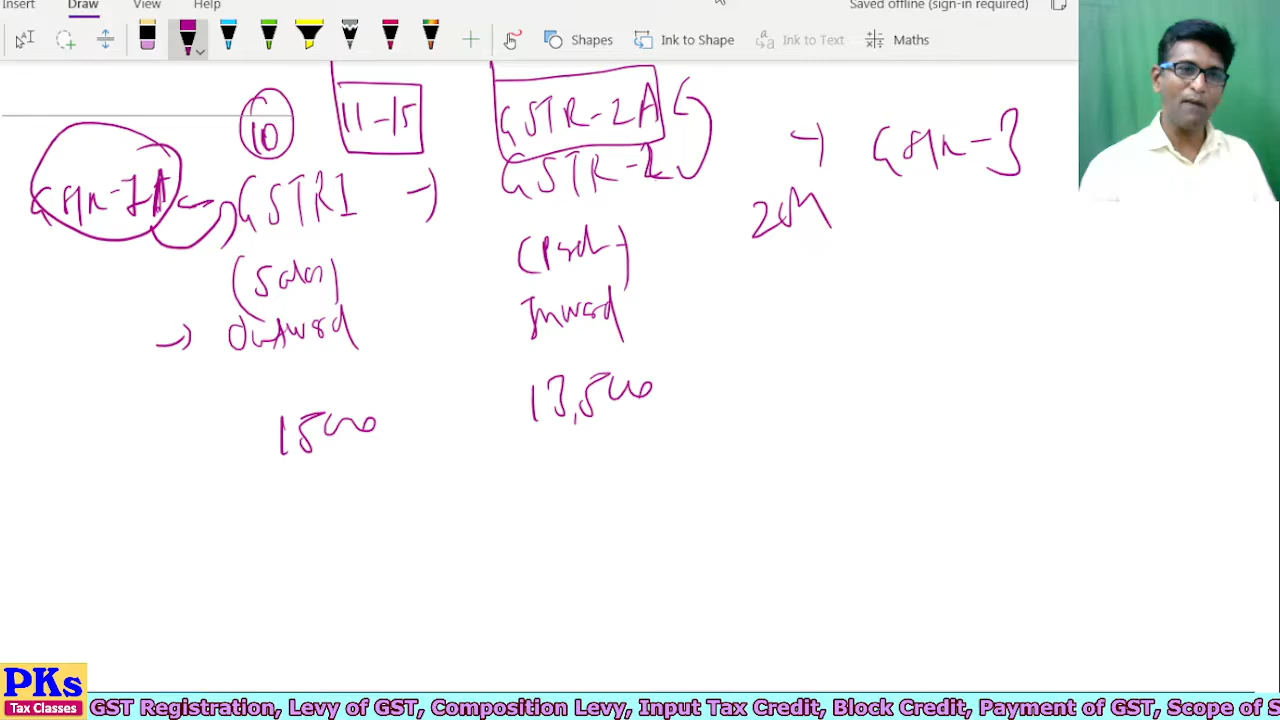 Insert Draw View Help Saved offline (sign-in required)
Shapes Ink to Shape Ink to Text Maths
10 11-15 GSTR-2A
GSTR-1A GSTR1 GSTR-2 GSTR-3
20th
(Sales) (Purch)
Outward Inward
13,500
15000
PKs
Tax Classes
GST Registration, Levy of GST, Composition Levy, Input Tax Credit, Block Credit, Payment of GST, Scope of S